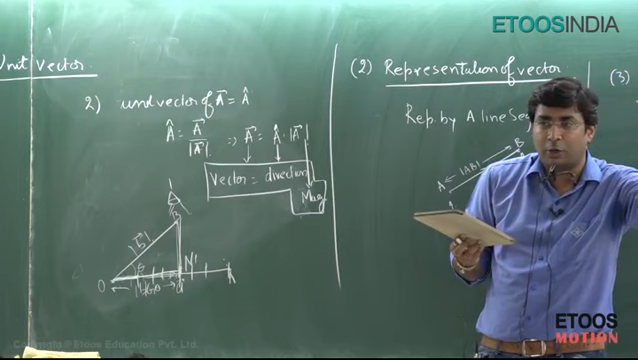 ETOOSINDIA
Unit vector
2) unit vector of A = Â
Â = A / |A| ⇒ A = Â · |A|
Vector = direction
Mag
|b|
θ
O
M
A
B
(2) Representation of vector
Rep. by A line Seg
A
|AB|
B
(3)
ETOOS
MOTION
Copyright @ Etoos Education Pvt. Ltd.